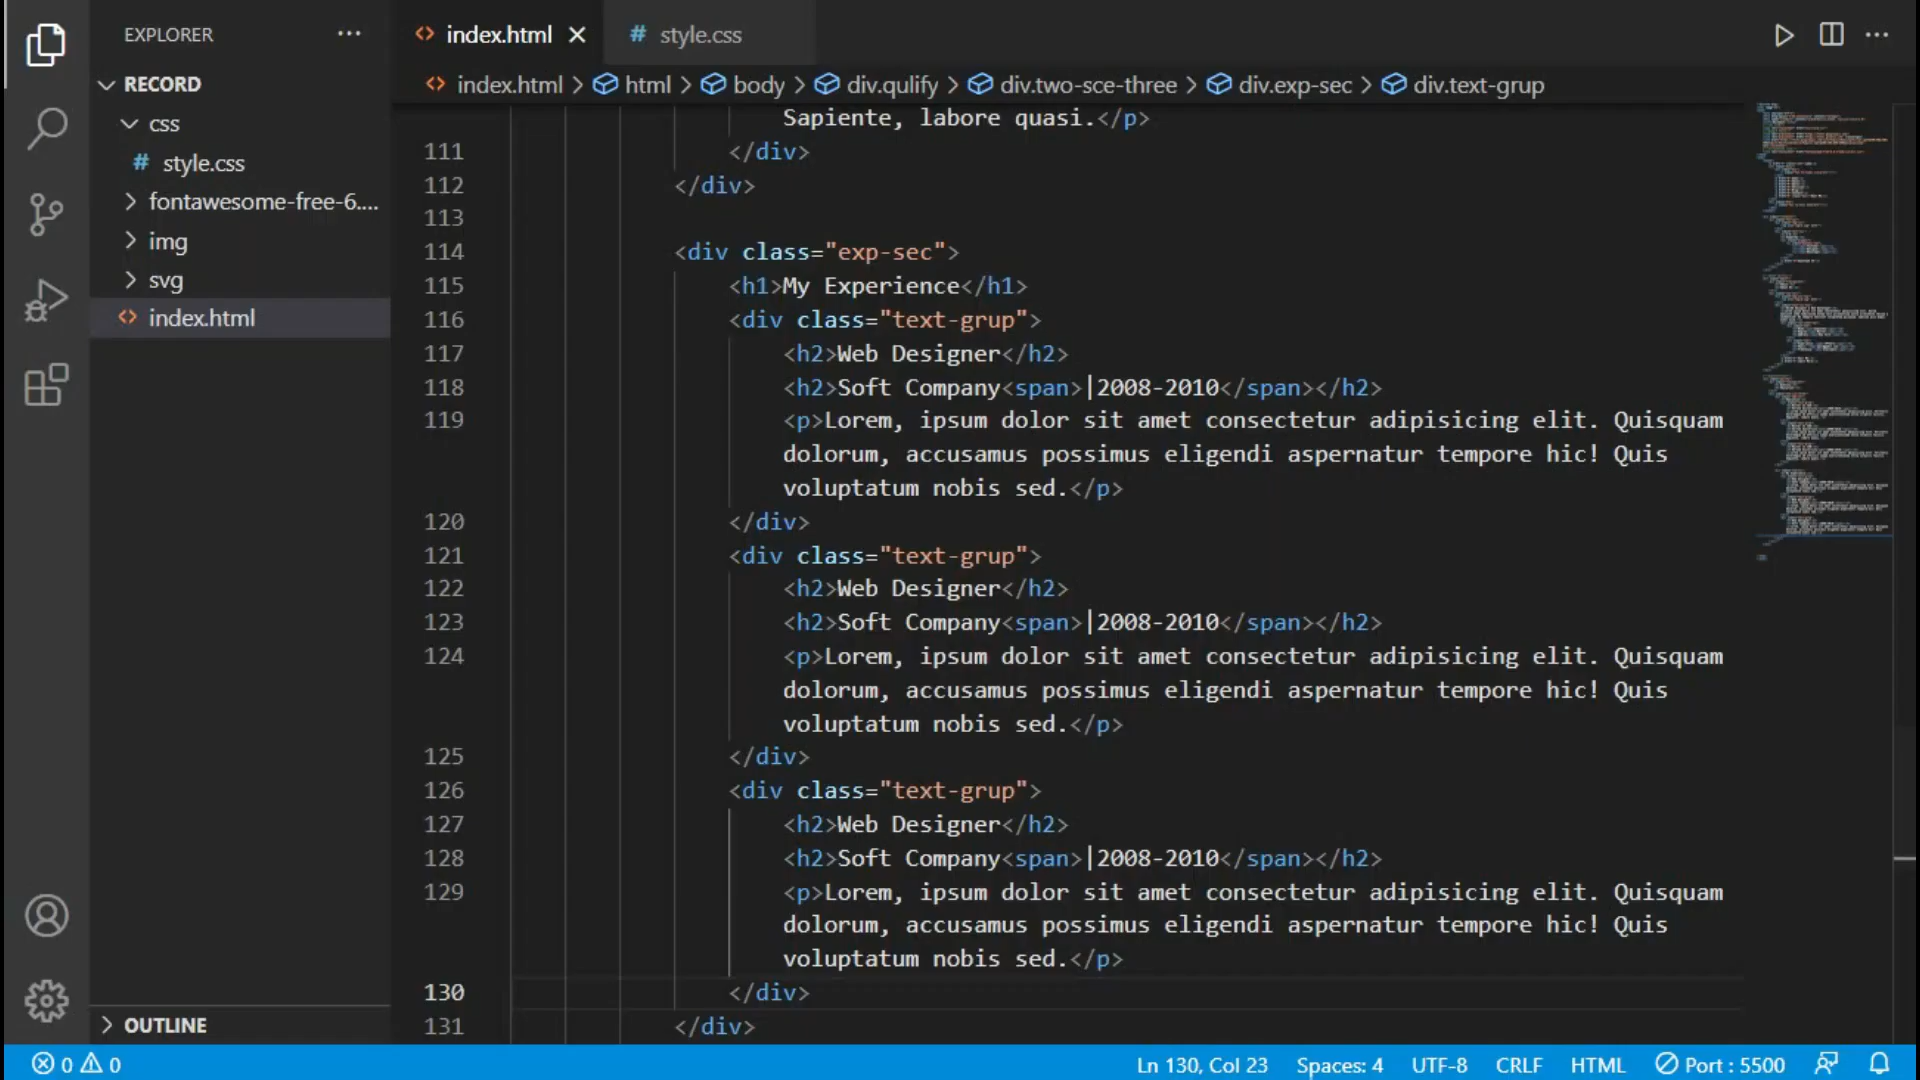 EXPLORER ···
RECORD
css
# style.css
fontawesome-free-6....
img
svg
<> index.html
OUTLINE
<> index.html ×
# style.css
<> index.html > html > body > div.qulify > div.two-sce-three > div.exp-sec > div.text-grup
Sapiente, labore quasi.</p>
111 </div>
112 </div>
113
114 <div class="exp-sec">
115 <h1>My Experience</h1>
116 <div class="text-grup">
117 <h2>Web Designer</h2>
118 <h2>Soft Company<span>|2008-2010</span></h2>
119 <p>Lorem, ipsum dolor sit amet consectetur adipisicing elit. Quisquam
dolorum, accusamus possimus eligendi aspernatur tempore hic! Quis
voluptatum nobis sed.</p>
120 </div>
121 <div class="text-grup">
122 <h2>Web Designer</h2>
123 <h2>Soft Company<span>|2008-2010</span></h2>
124 <p>Lorem, ipsum dolor sit amet consectetur adipisicing elit. Quisquam
dolorum, accusamus possimus eligendi aspernatur tempore hic! Quis
voluptatum nobis sed.</p>
125 </div>
126 <div class="text-grup">
127 <h2>Web Designer</h2>
128 <h2>Soft Company<span>|2008-2010</span></h2>
129 <p>Lorem, ipsum dolor sit amet consectetur adipisicing elit. Quisquam
dolorum, accusamus possimus eligendi aspernatur tempore hic! Quis
voluptatum nobis sed.</p>
130 </div>
131 </div>
0 0 Ln 130, Col 23 Spaces: 4 UTF-8 CRLF HTML Port : 5500